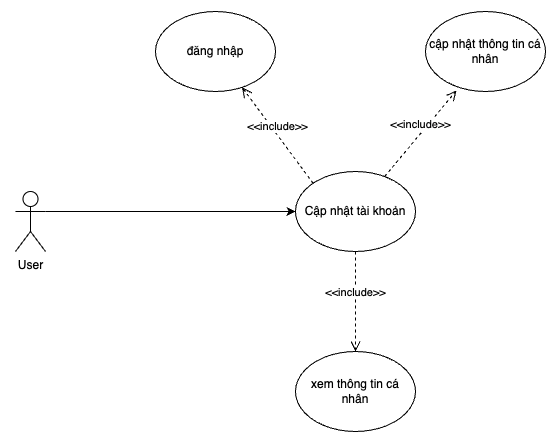 đăng nhập
cập nhật thông tin cá
nhân
<<include>>
<<include>>
Cập nhật tài khoản
User
<<include>>
xem thông tin cá
nhân